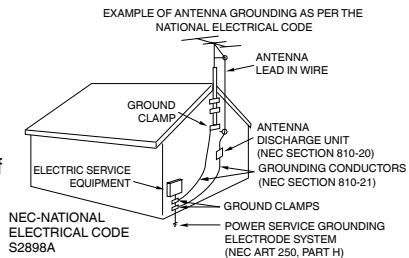 EXAMPLE OF ANTENNA GROUNDING AS PER THE
NATIONAL ELECTRICAL CODE
ANTENNA
LEAD IN WIRE
GROUND
CLAMP
ANTENNA
DISCHARGE UNIT
(NEC SECTION 810-20)
ELECTRIC SERVICE
EQUIPMENT
GROUNDING CONDUCTORS
(NEC SECTION 810-21)
GROUND CLAMPS
NEC-NATIONAL
ELECTRICAL CODE
S2898A
POWER SERVICE GROUNDING
ELECTRODE SYSTEM
(NEC ART 250, PART H)